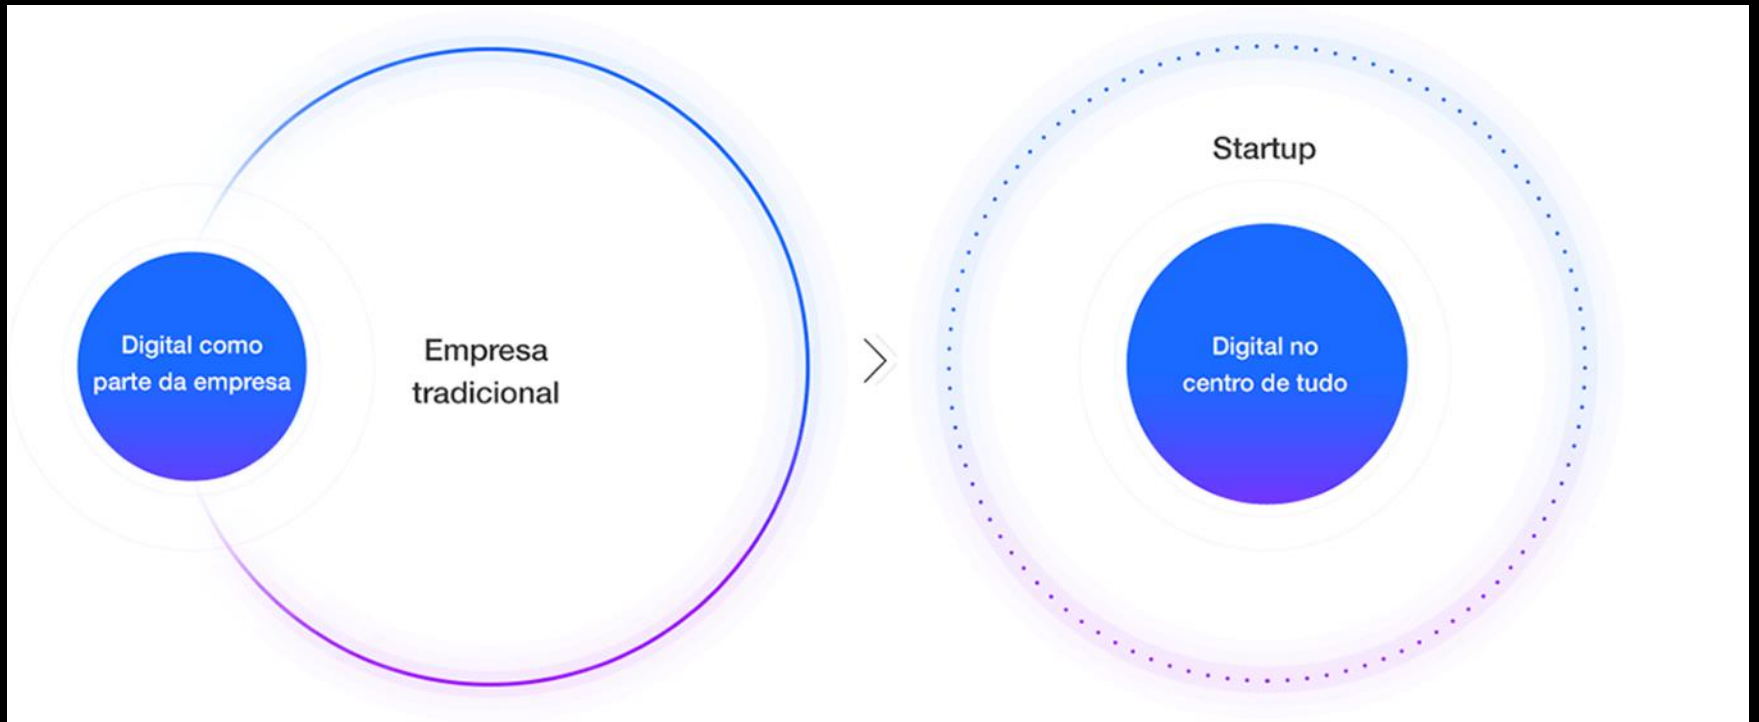 Digital como
parte da empresa
Empresa
tradicional
Startup
Digital no
centro de tudo